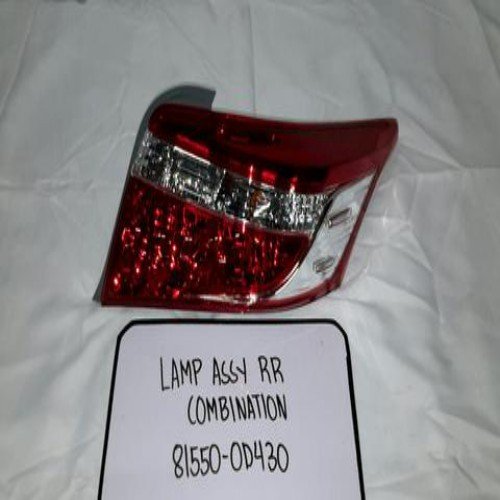 LAMP ASSY RR
COMBINATION
81550-0D430